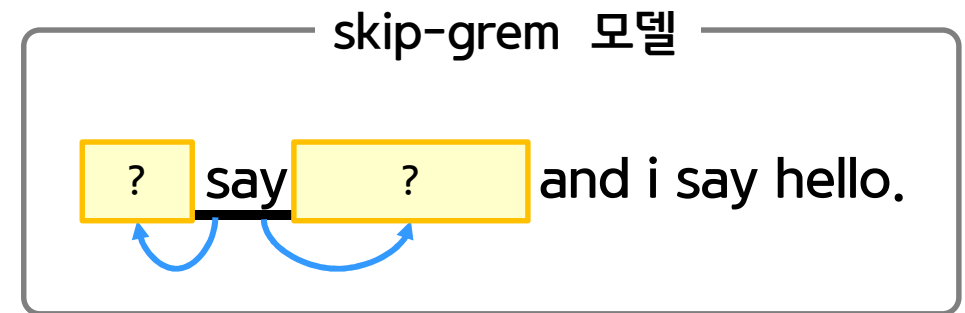 skip-grem 모델
? say ? and i say hello.